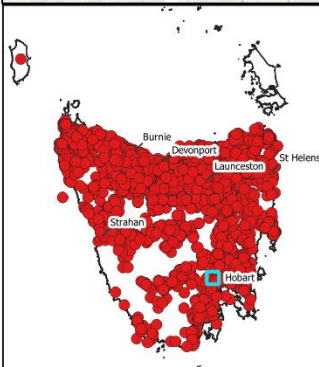 Burnie
Devonport
St Helens
Launceston
Strahan
Hobart